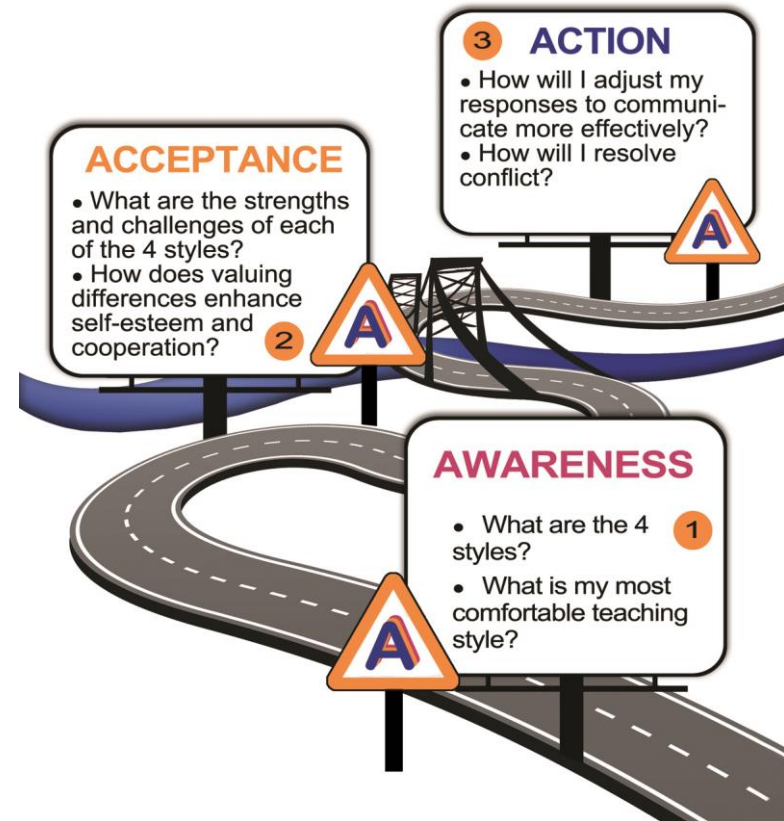 3 ACTION
• How will I adjust my
responses to communi-
cate more effectively?
• How will I resolve
conflict?
A
ACCEPTANCE
• What are the strengths
and challenges of each
of the 4 styles?
• How does valuing
differences enhance
self-esteem and
cooperation? 2
A
AWARENESS
• What are the 4 1
styles?
• What is my most
comfortable teaching
style?
A